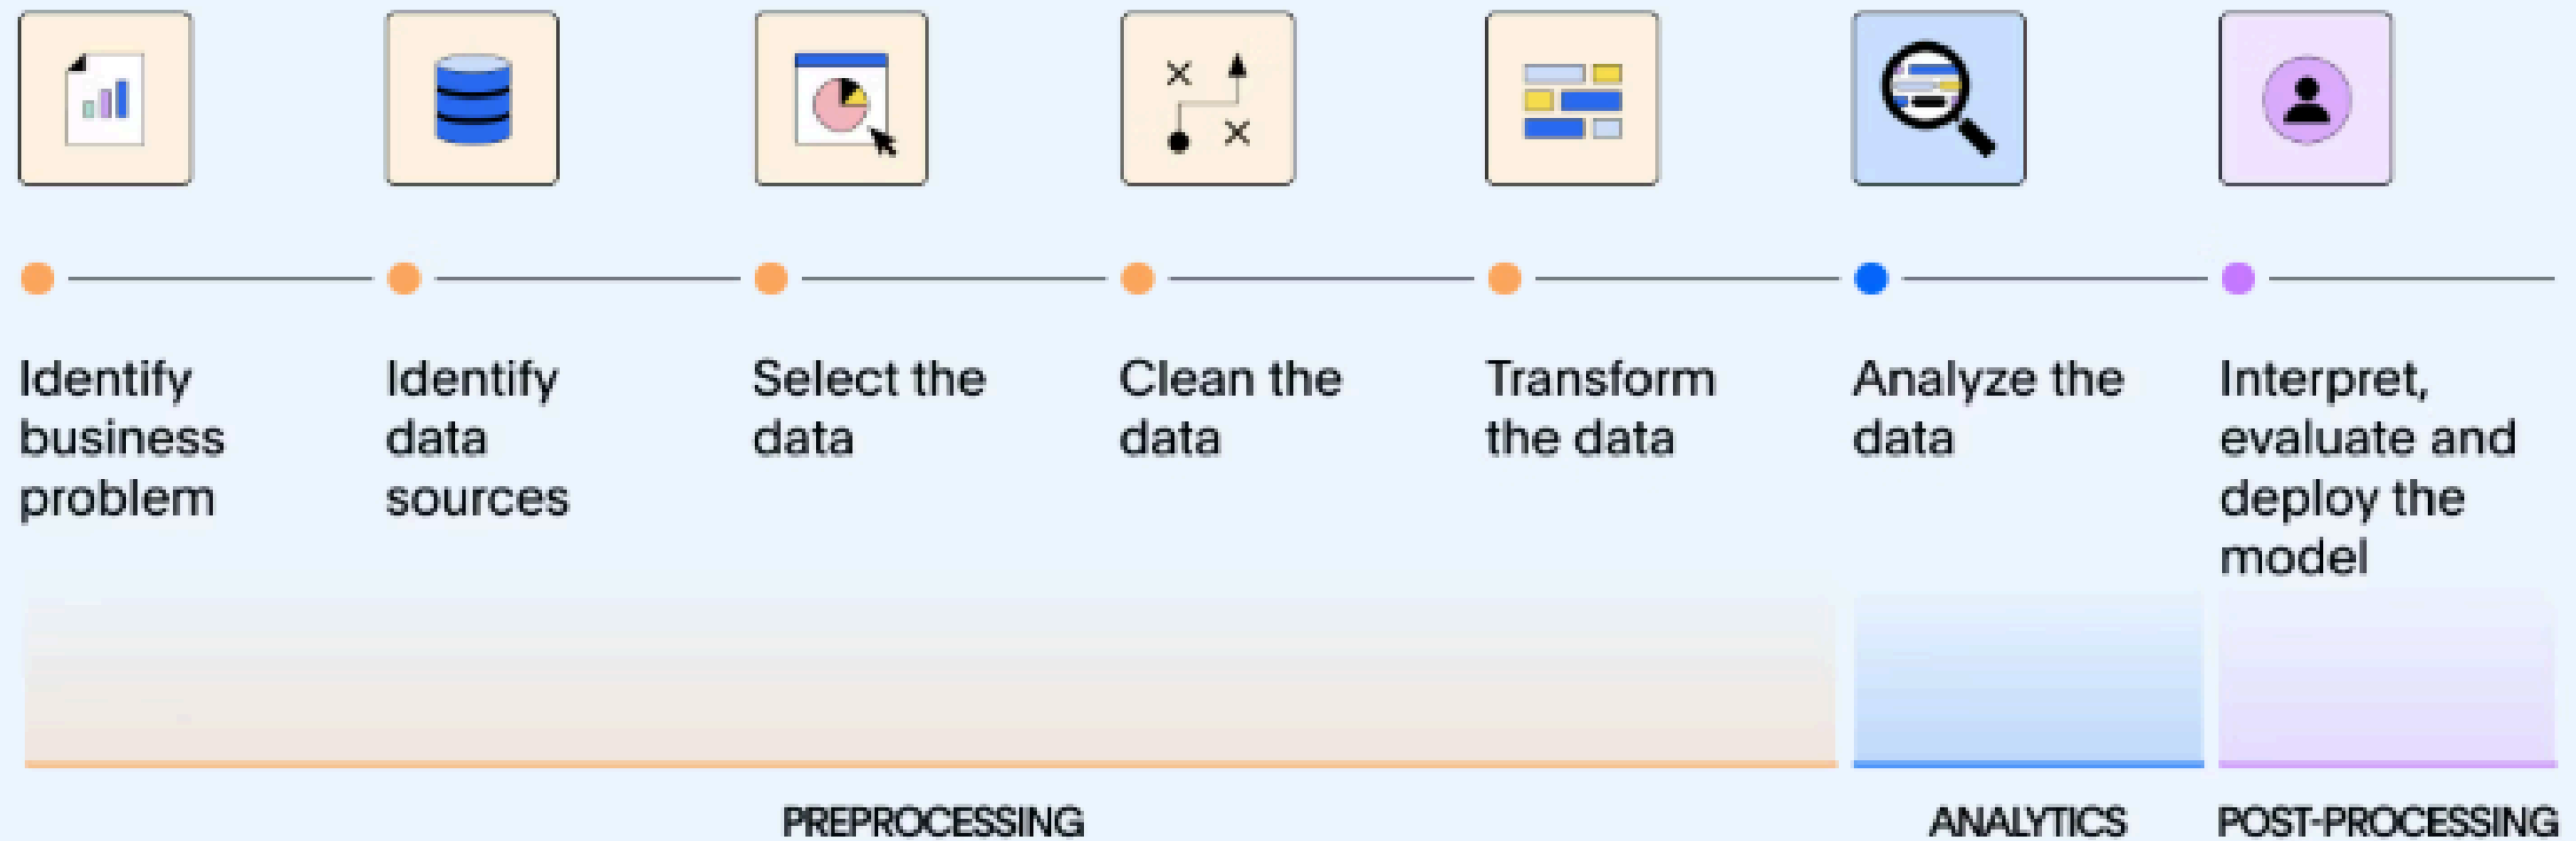 Identify
business
problem
Identify
data
sources
Select the
data
Clean the
data
Transform
the data
Analyze the
data
Interpret,
evaluate and
deploy the
model
PREPROCESSING
ANALYTICS
POST-PROCESSING